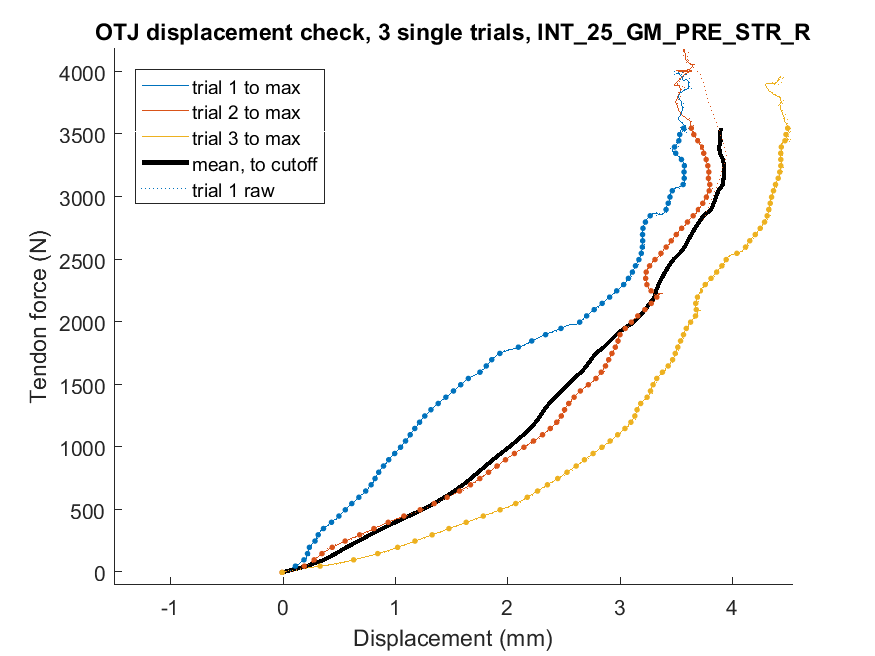 OTJ displacement check, 3 single trials, INT_25_GM_PRE_STR_R
trial 1 to max
trial 2 to max
trial 3 to max
mean, to cutoff
trial 1 raw
Tendon force (N)
4000
3500
3000
2500
2000
1500
1000
500
0
-1
0
1
2
3
4
Displacement (mm)